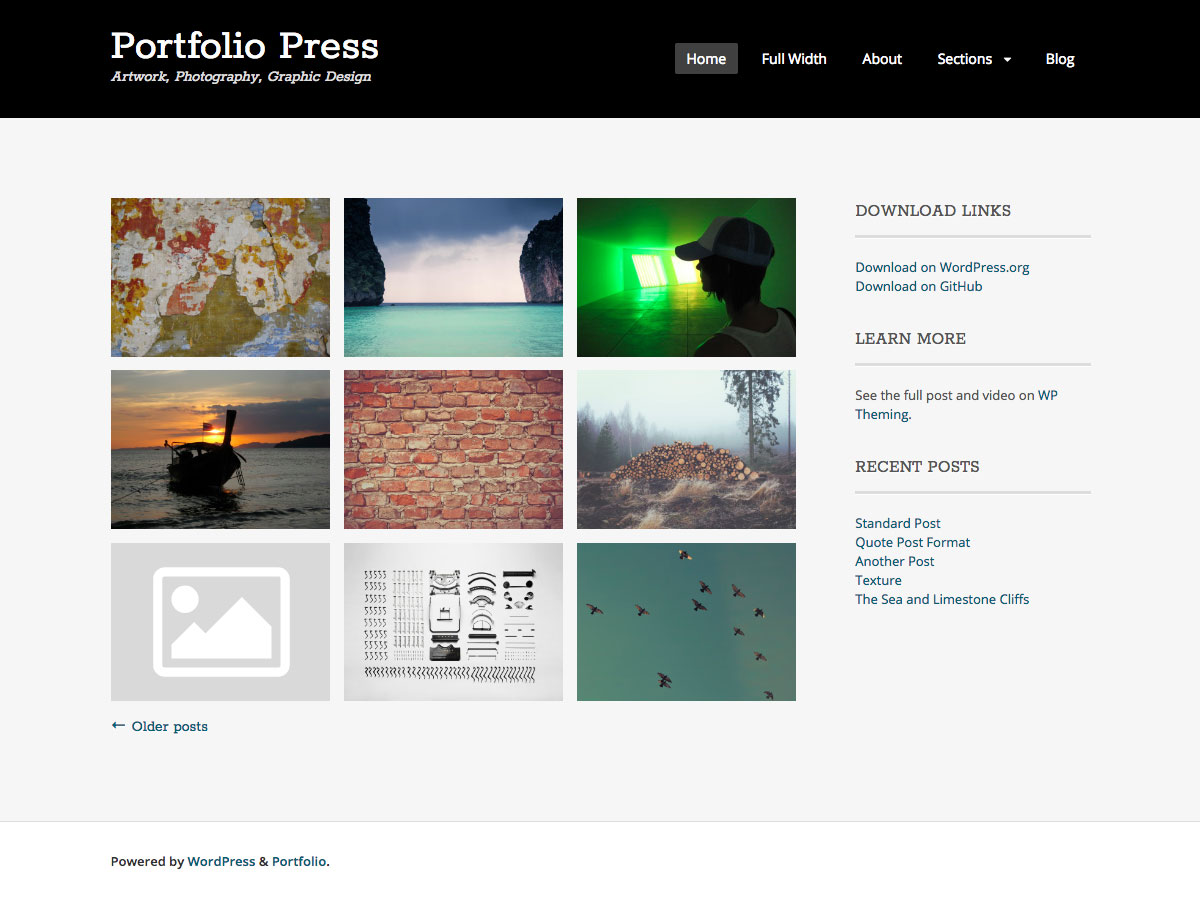 Portfolio Press
Artwork, Photography, Graphic Design
Home
Full Width
About
Sections
Blog
DOWNLOAD LINKS
Download on WordPress.org
Download on GitHub
LEARN MORE
See the full post and video on WP
Theming.
RECENT POSTS
Standard Post
Quote Post Format
Another Post
Texture
The Sea and Limestone Cliffs
← Older posts
Powered by WordPress & Portfolio.